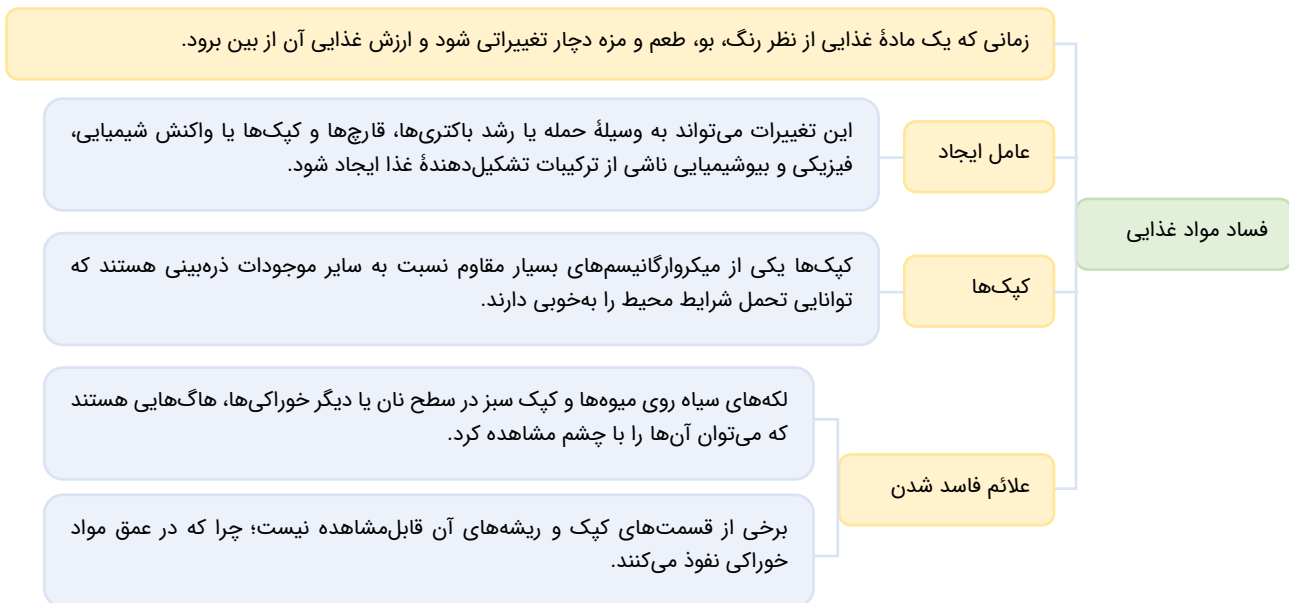 فساد مواد غذایی
زمانی که یک مادهٔ غذایی از نظر رنگ، بو، طعم و مزه دچار تغییراتی شود و ارزش غذایی آن از بین برود.
عامل ایجاد
این تغییرات می‌تواند به وسیلهٔ حمله یا رشد باکتری‌ها، قارچ‌ها و کپک‌ها یا واکنش شیمیایی،
فیزیکی و بیوشیمیایی ناشی از ترکیبات تشکیل‌دهندهٔ غذا ایجاد شود.
کپک‌ها
کپک‌ها یکی از میکروارگانیسم‌های بسیار مقاوم نسبت به سایر موجودات ذره‌بینی هستند که
توانایی تحمل شرایط محیط را به‌خوبی دارند.
علائم فاسد شدن
لکه‌های سیاه روی میوه‌ها و کپک سبز در سطح نان یا دیگر خوراکی‌ها، هاگ‌هایی هستند
که می‌توان آن‌ها را با چشم مشاهده کرد.
برخی از قسمت‌های کپک و ریشه‌های آن قابل‌مشاهده نیست؛ چرا که در عمق مواد
خوراکی نفوذ می‌کنند.